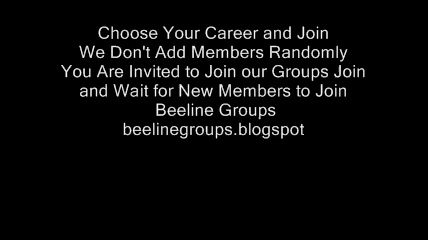 Choose Your Career and Join
We Don't Add Members Randomly
You Are Invited to Join our Groups Join
and Wait for New Members to Join
Beeline Groups
beelinegroups.blogspot